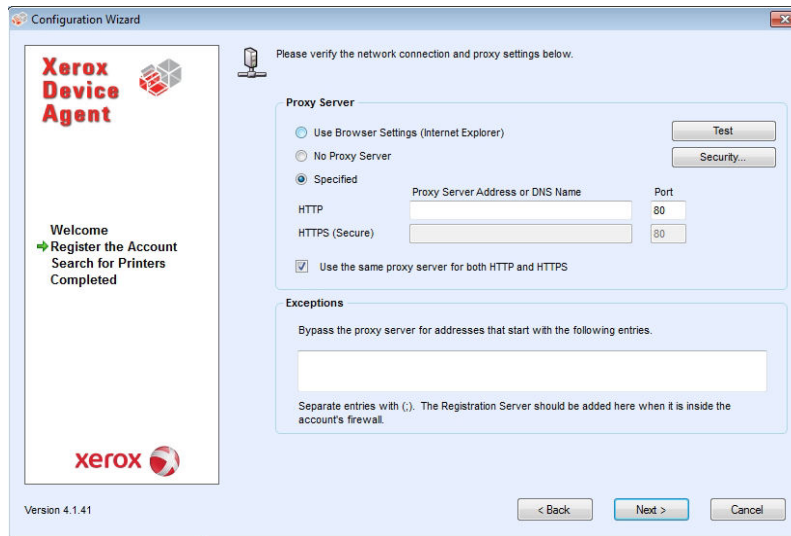 Configuration Wizard
Xerox
Device
Agent
Welcome
Register the Account
Search for Printers
Completed
xerox
Version 4.1.41
Please verify the network connection and proxy settings below.
Proxy Server
Use Browser Settings (Internet Explorer)
Test
No Proxy Server
Security...
Specified
Proxy Server Address or DNS Name Port
HTTP 80
HTTPS (Secure) 80
Use the same proxy server for both HTTP and HTTPS
Exceptions
Bypass the proxy server for addresses that start with the following entries.
Separate entries with (;). The Registration Server should be added here when it is inside the
account's firewall.
< Back Next > Cancel